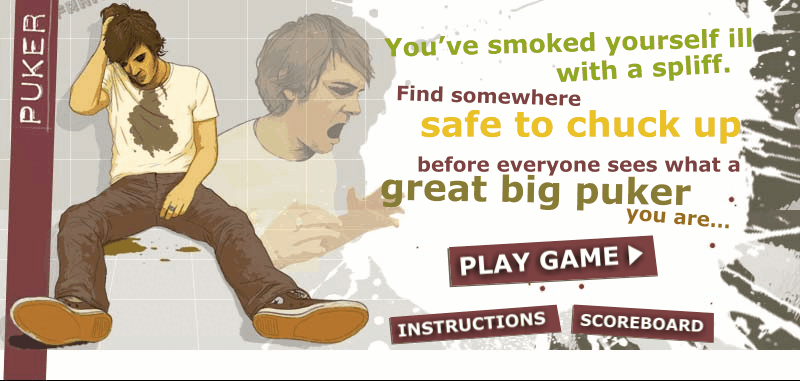 PUKER
You've smoked yourself ill
with a spliff.
Find somewhere
safe to chuck up
before everyone sees what a
great big puker
you are...
PLAY GAME
INSTRUCTIONS
SCOREBOARD